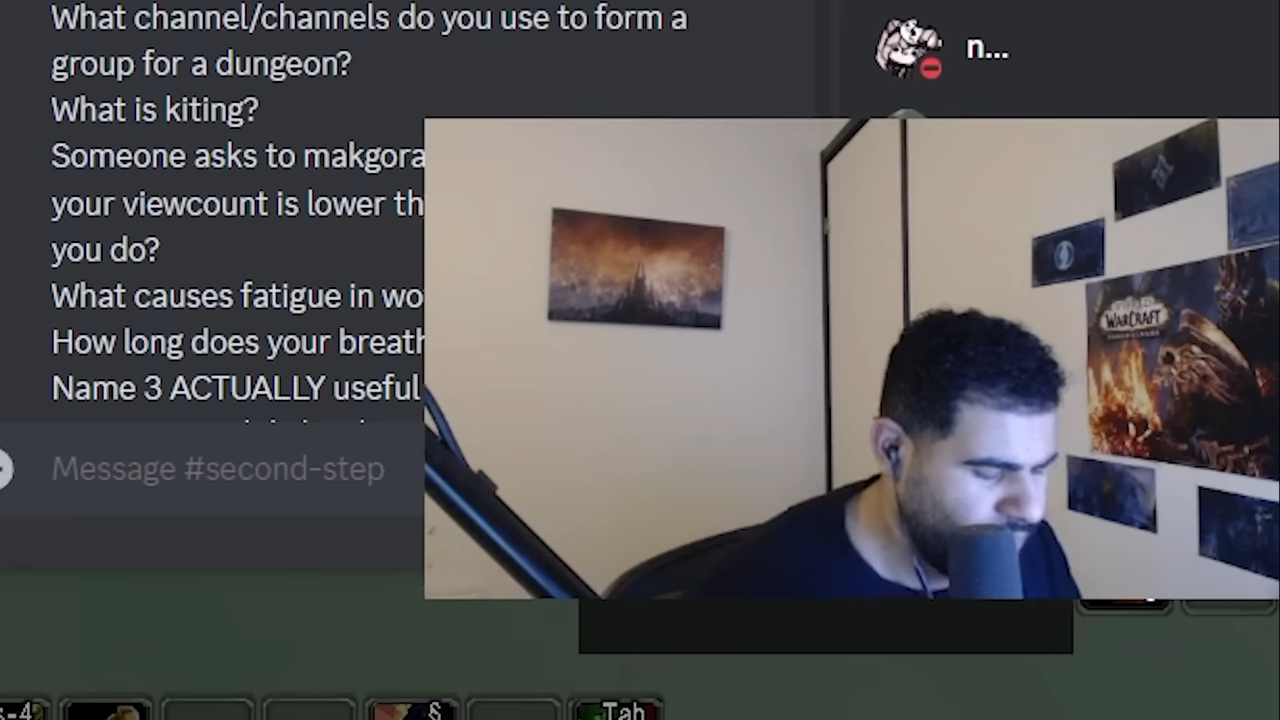 What channel/channels do you use to form a
group for a dungeon?
What is kiting?
Someone asks to makgora
your viewcount is lower th
you do?
What causes fatigue in wo
How long does your breath
Name 3 ACTUALLY useful
Message #second-step
n...
WARCRAFT
s-4
S
Tab